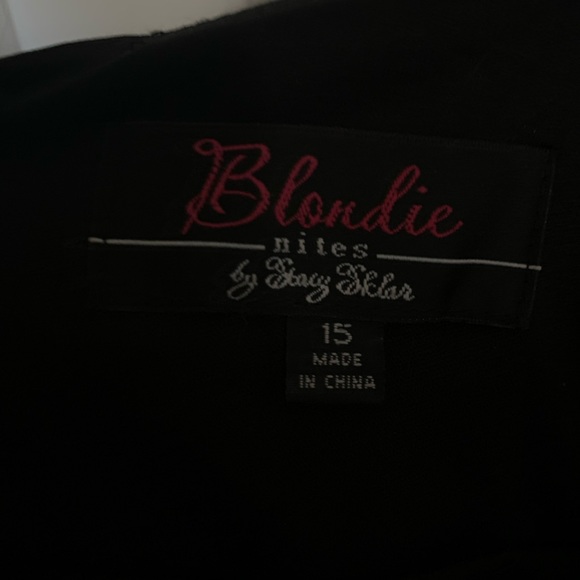 Blondie
nites
by Stacy Sklar
15
MADE
IN CHINA